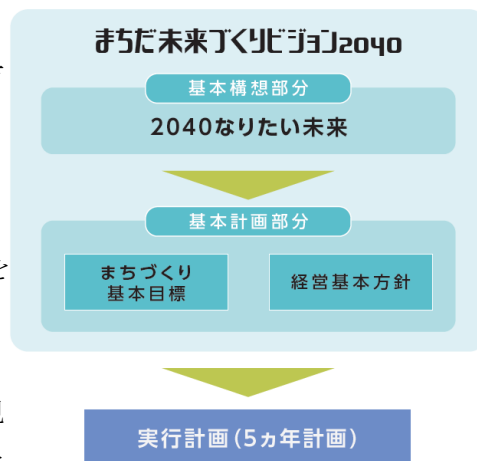 まちだ未来づくりビジョン2040
基本構想部分
2040なりたい未来
基本計画部分
まちづくり
基本目標
経営基本方針
実行計画(5ヵ年計画)